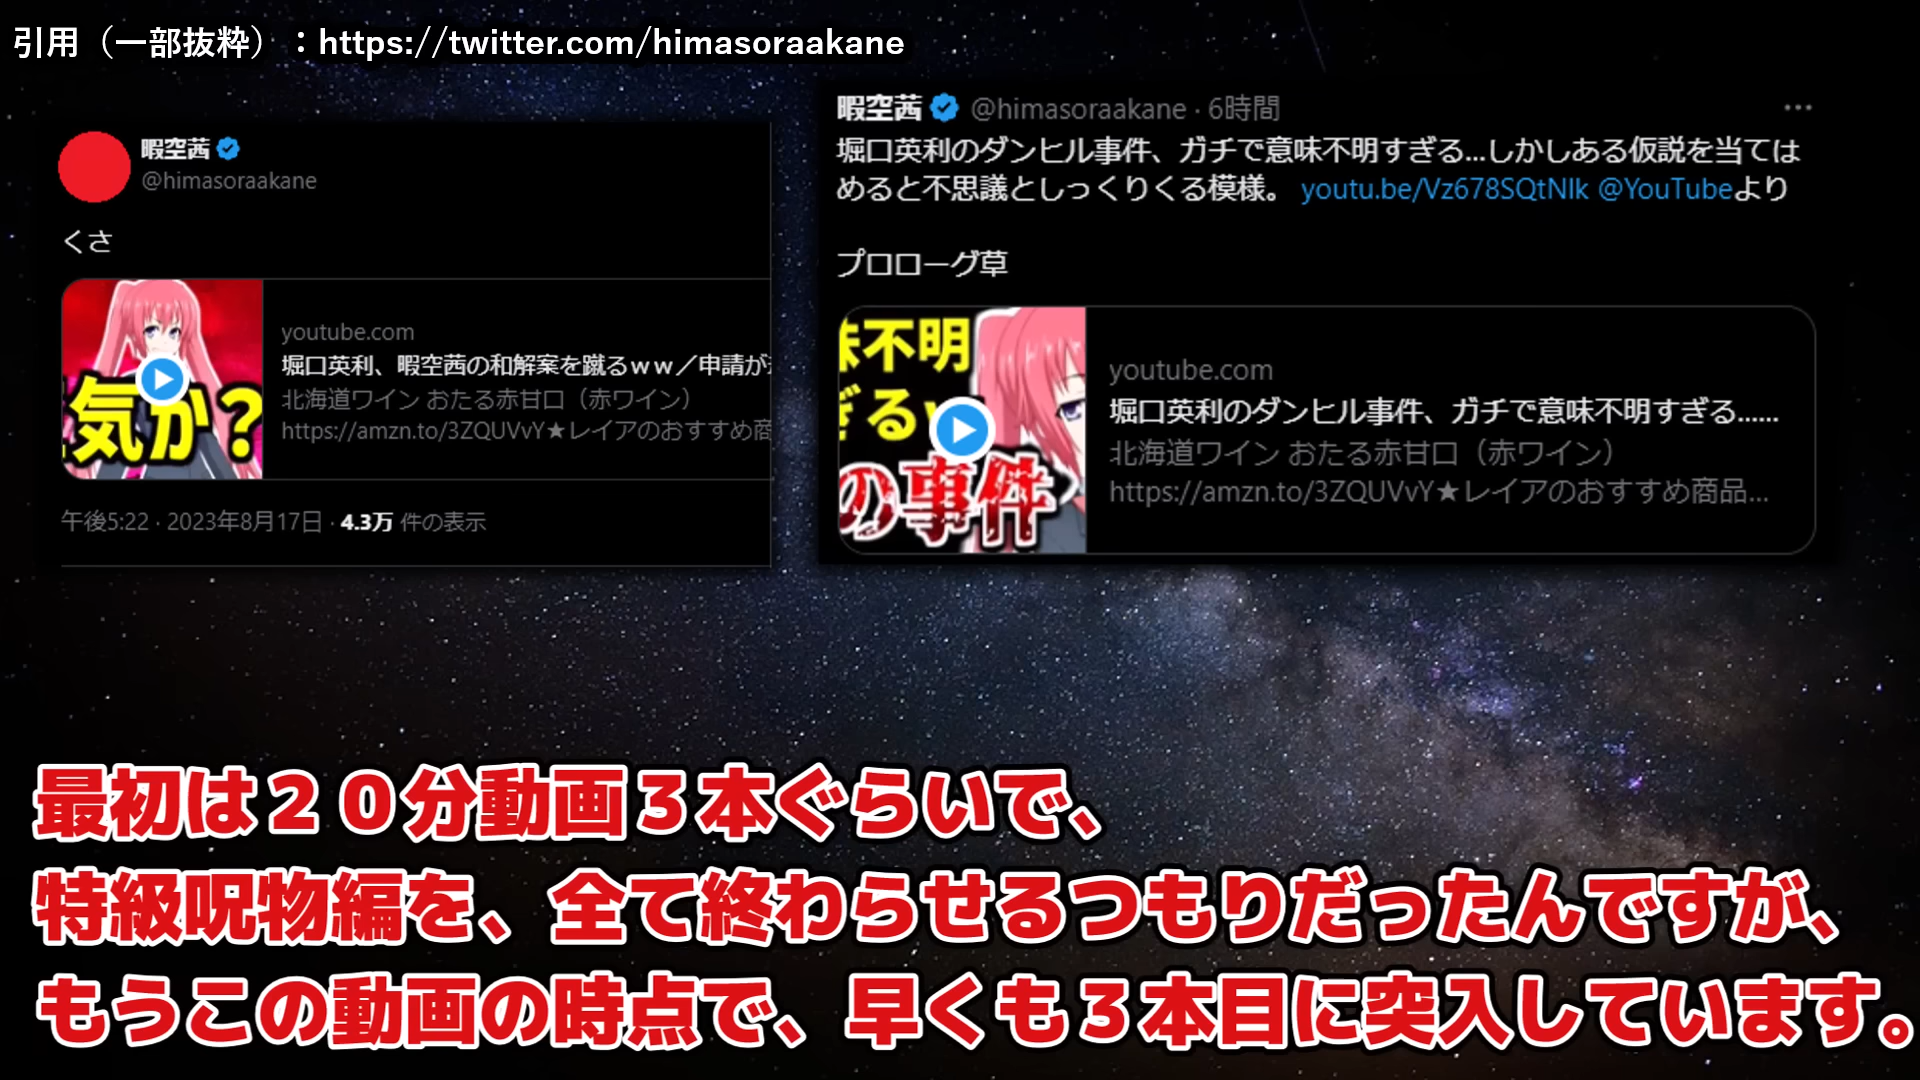 引用（一部抜粋）：https://twitter.com/himasoraakane
暇空茜
@himasoraakane
くさ
気か？
youtube.com
堀口英利、暇空茜の和解案を蹴るｗｗ／申請が
北海道ワイン おたる赤甘口（赤ワイン）
https://amzn.to/3ZQUVvY★レイアのおすすめ商
午後5:22 · 2023年8月17日 · 4.3万 件の表示
暇空茜 @himasoraakane · 6時間
堀口英利のダンヒル事件、ガチで意味不明すぎる...しかしある仮説を当ては
めると不思議としっくりくる模様。 youtu.be/Vz678SQtNlk @YouTubeより
プロローグ草
味不明
ぎるw
の事件
youtube.com
堀口英利のダンヒル事件、ガチで意味不明すぎる......
北海道ワイン おたる赤甘口（赤ワイン）
https://amzn.to/3ZQUVvY★レイアのおすすめ商品...
最初は２０分動画３本ぐらいで、
特級呪物編を、全て終わらせるつもりだったんですが、
もうこの動画の時点で、早くも３本目に突入しています。